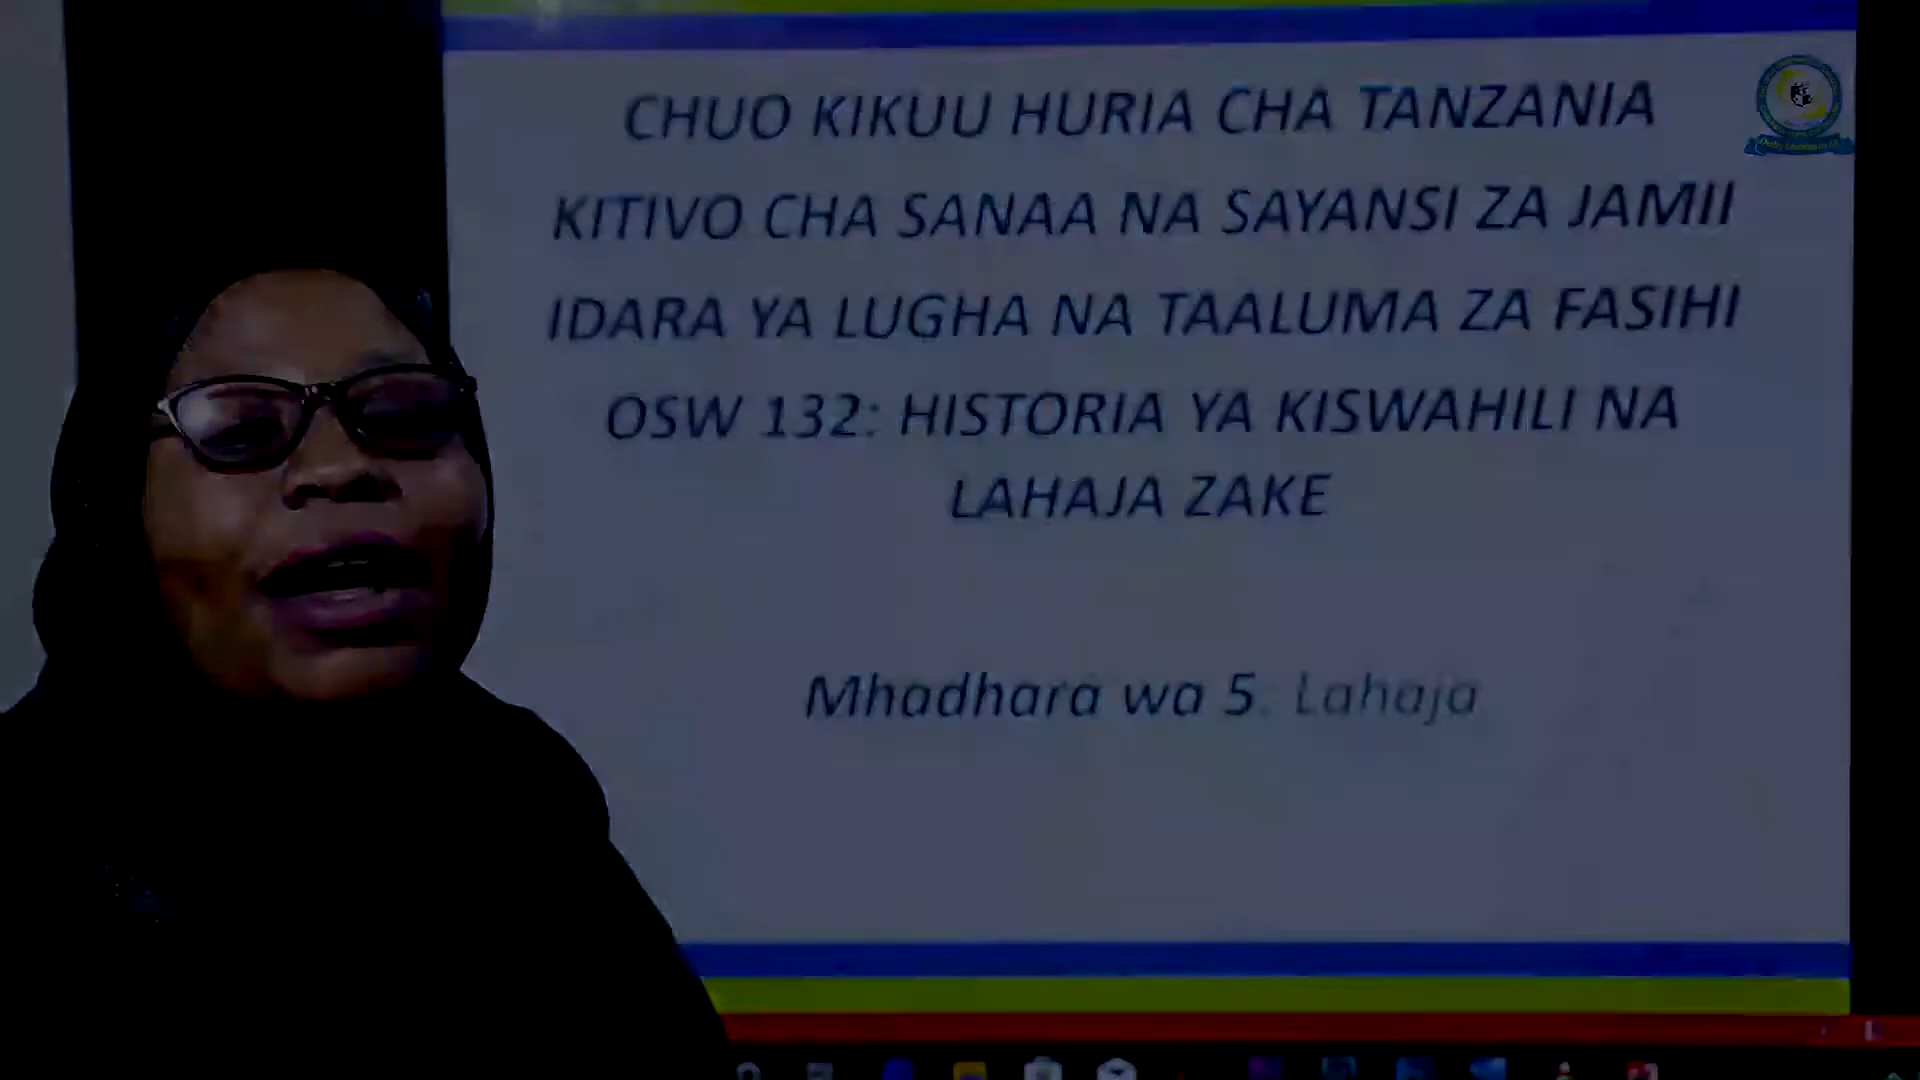 CHUO KIKUU HURIA CHA TANZANIA
KITIVO CHA SANAA NA SAYANSI ZA JAMII
IDARA YA LUGHA NA TAALUMA ZA FASIHI
OSW 132: HISTORIA YA KISWAHILI NA
LAHAJA ZAKE
Mhadhara wa 5: Lahaja